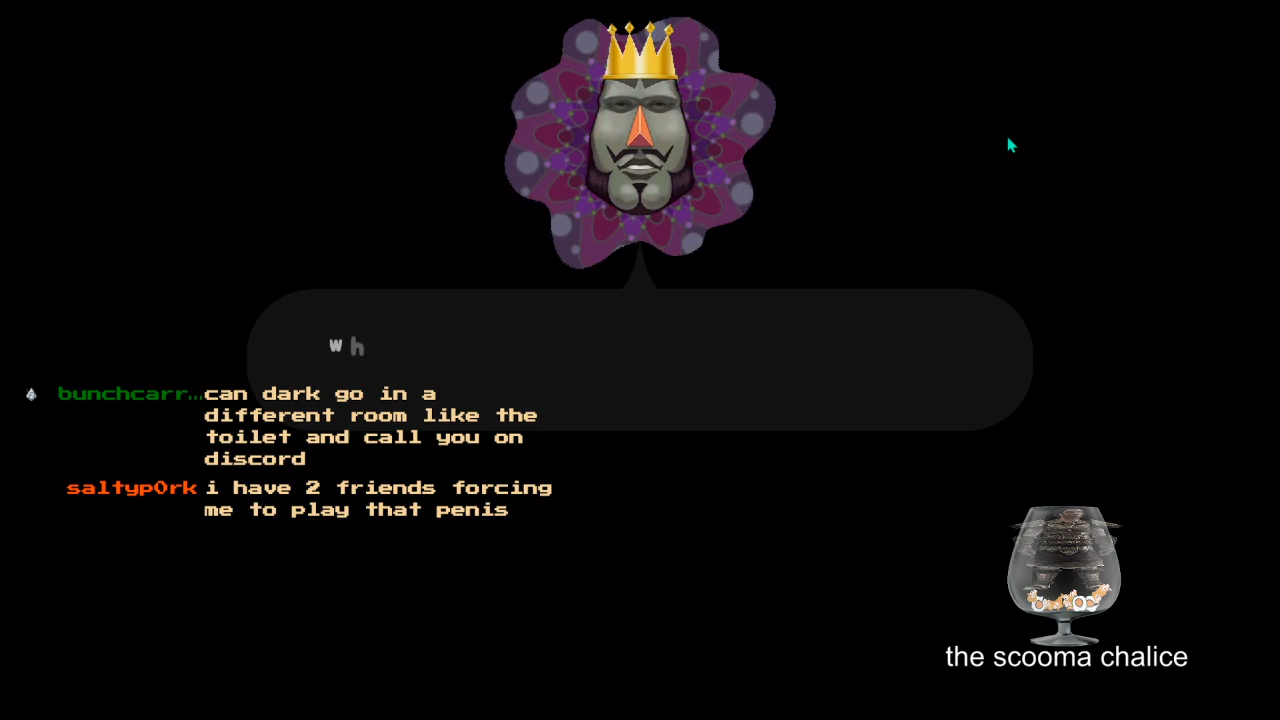 wh
bunchcarr... can dark go in a
different room like the
toilet and call you on
discord
saltyp0rk i have 2 friends forcing
me to play that penis
the scooma chalice